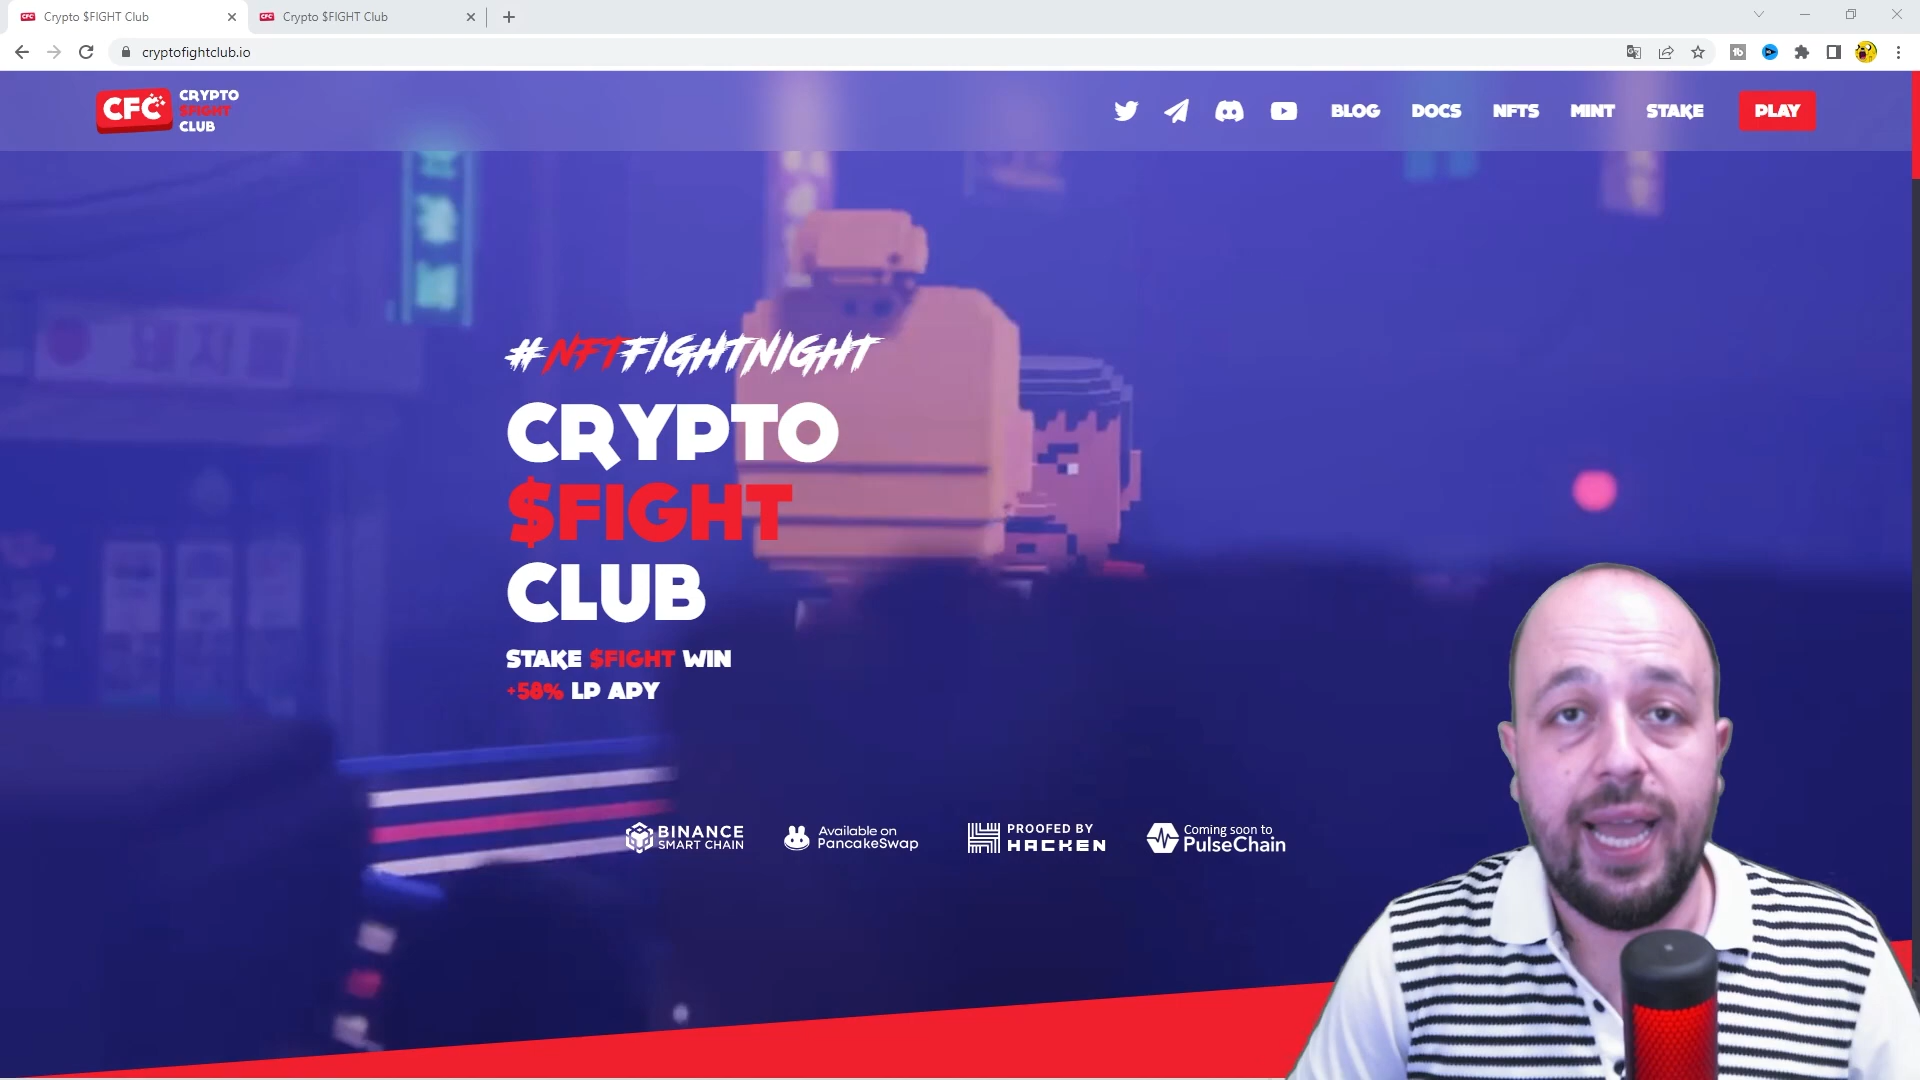 Crypto $FIGHT Club
Crypto $FIGHT Club
cryptofightclub.io
CFC
CRYPTO
$FIGHT
CLUB
BLOG
DOCS
NFTS
MINT
STAKE
PLAY
#NFTFIGHTNIGHT
CRYPTO
$FIGHT
CLUB
STAKE $FIGHT WIN
+58% LP APY
BINANCE
SMART CHAIN
Available on
PancakeSwap
PROOFED BY
HACKEN
Coming soon to
PulseChain